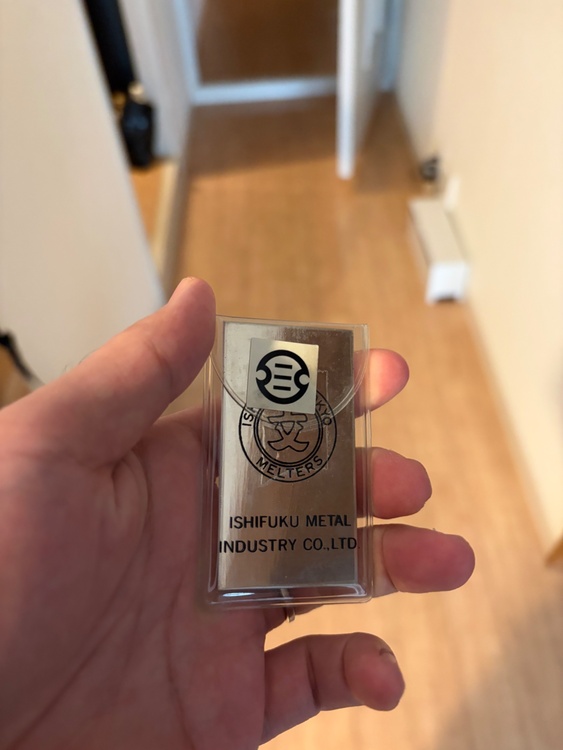 MELTERS
ISHIFUKU METAL
INDUSTRY CO.,LTD.